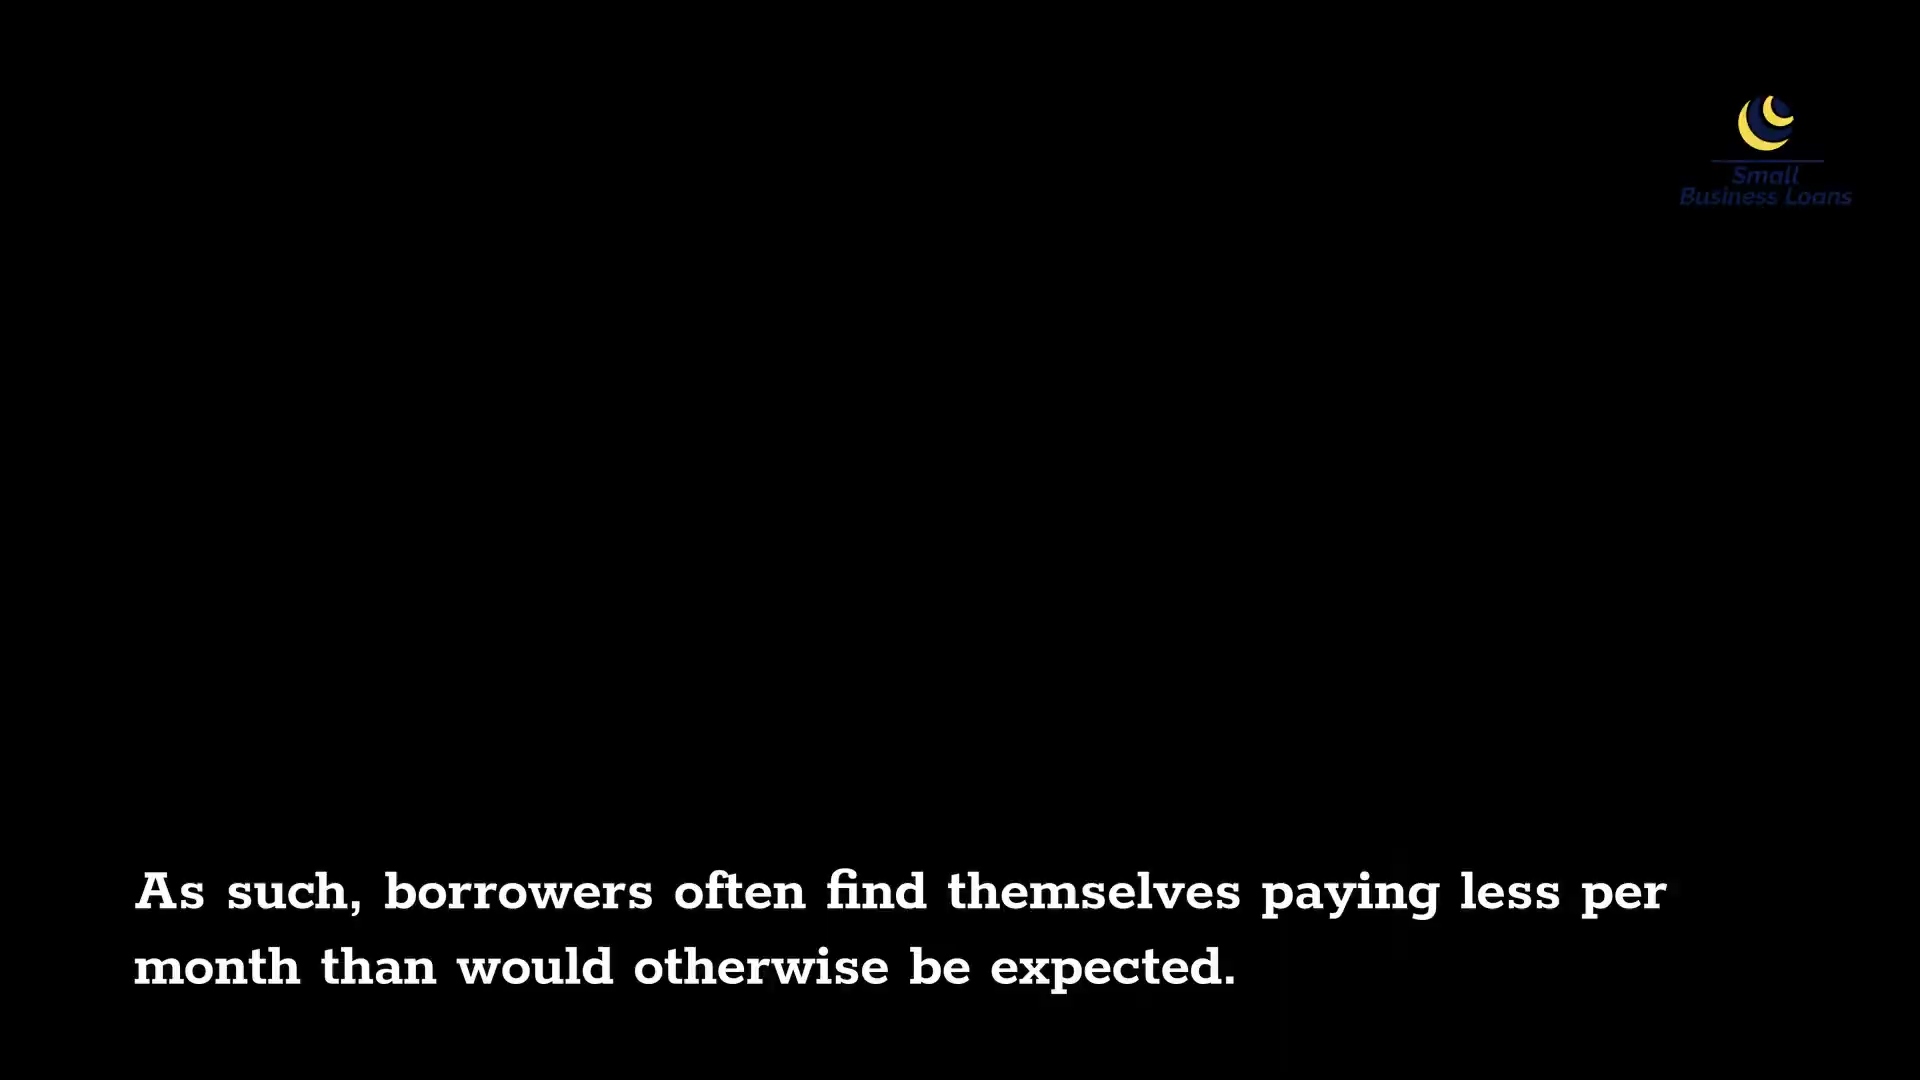 Small
Business Loans
As such, borrowers often find themselves paying less per
month than would otherwise be expected.